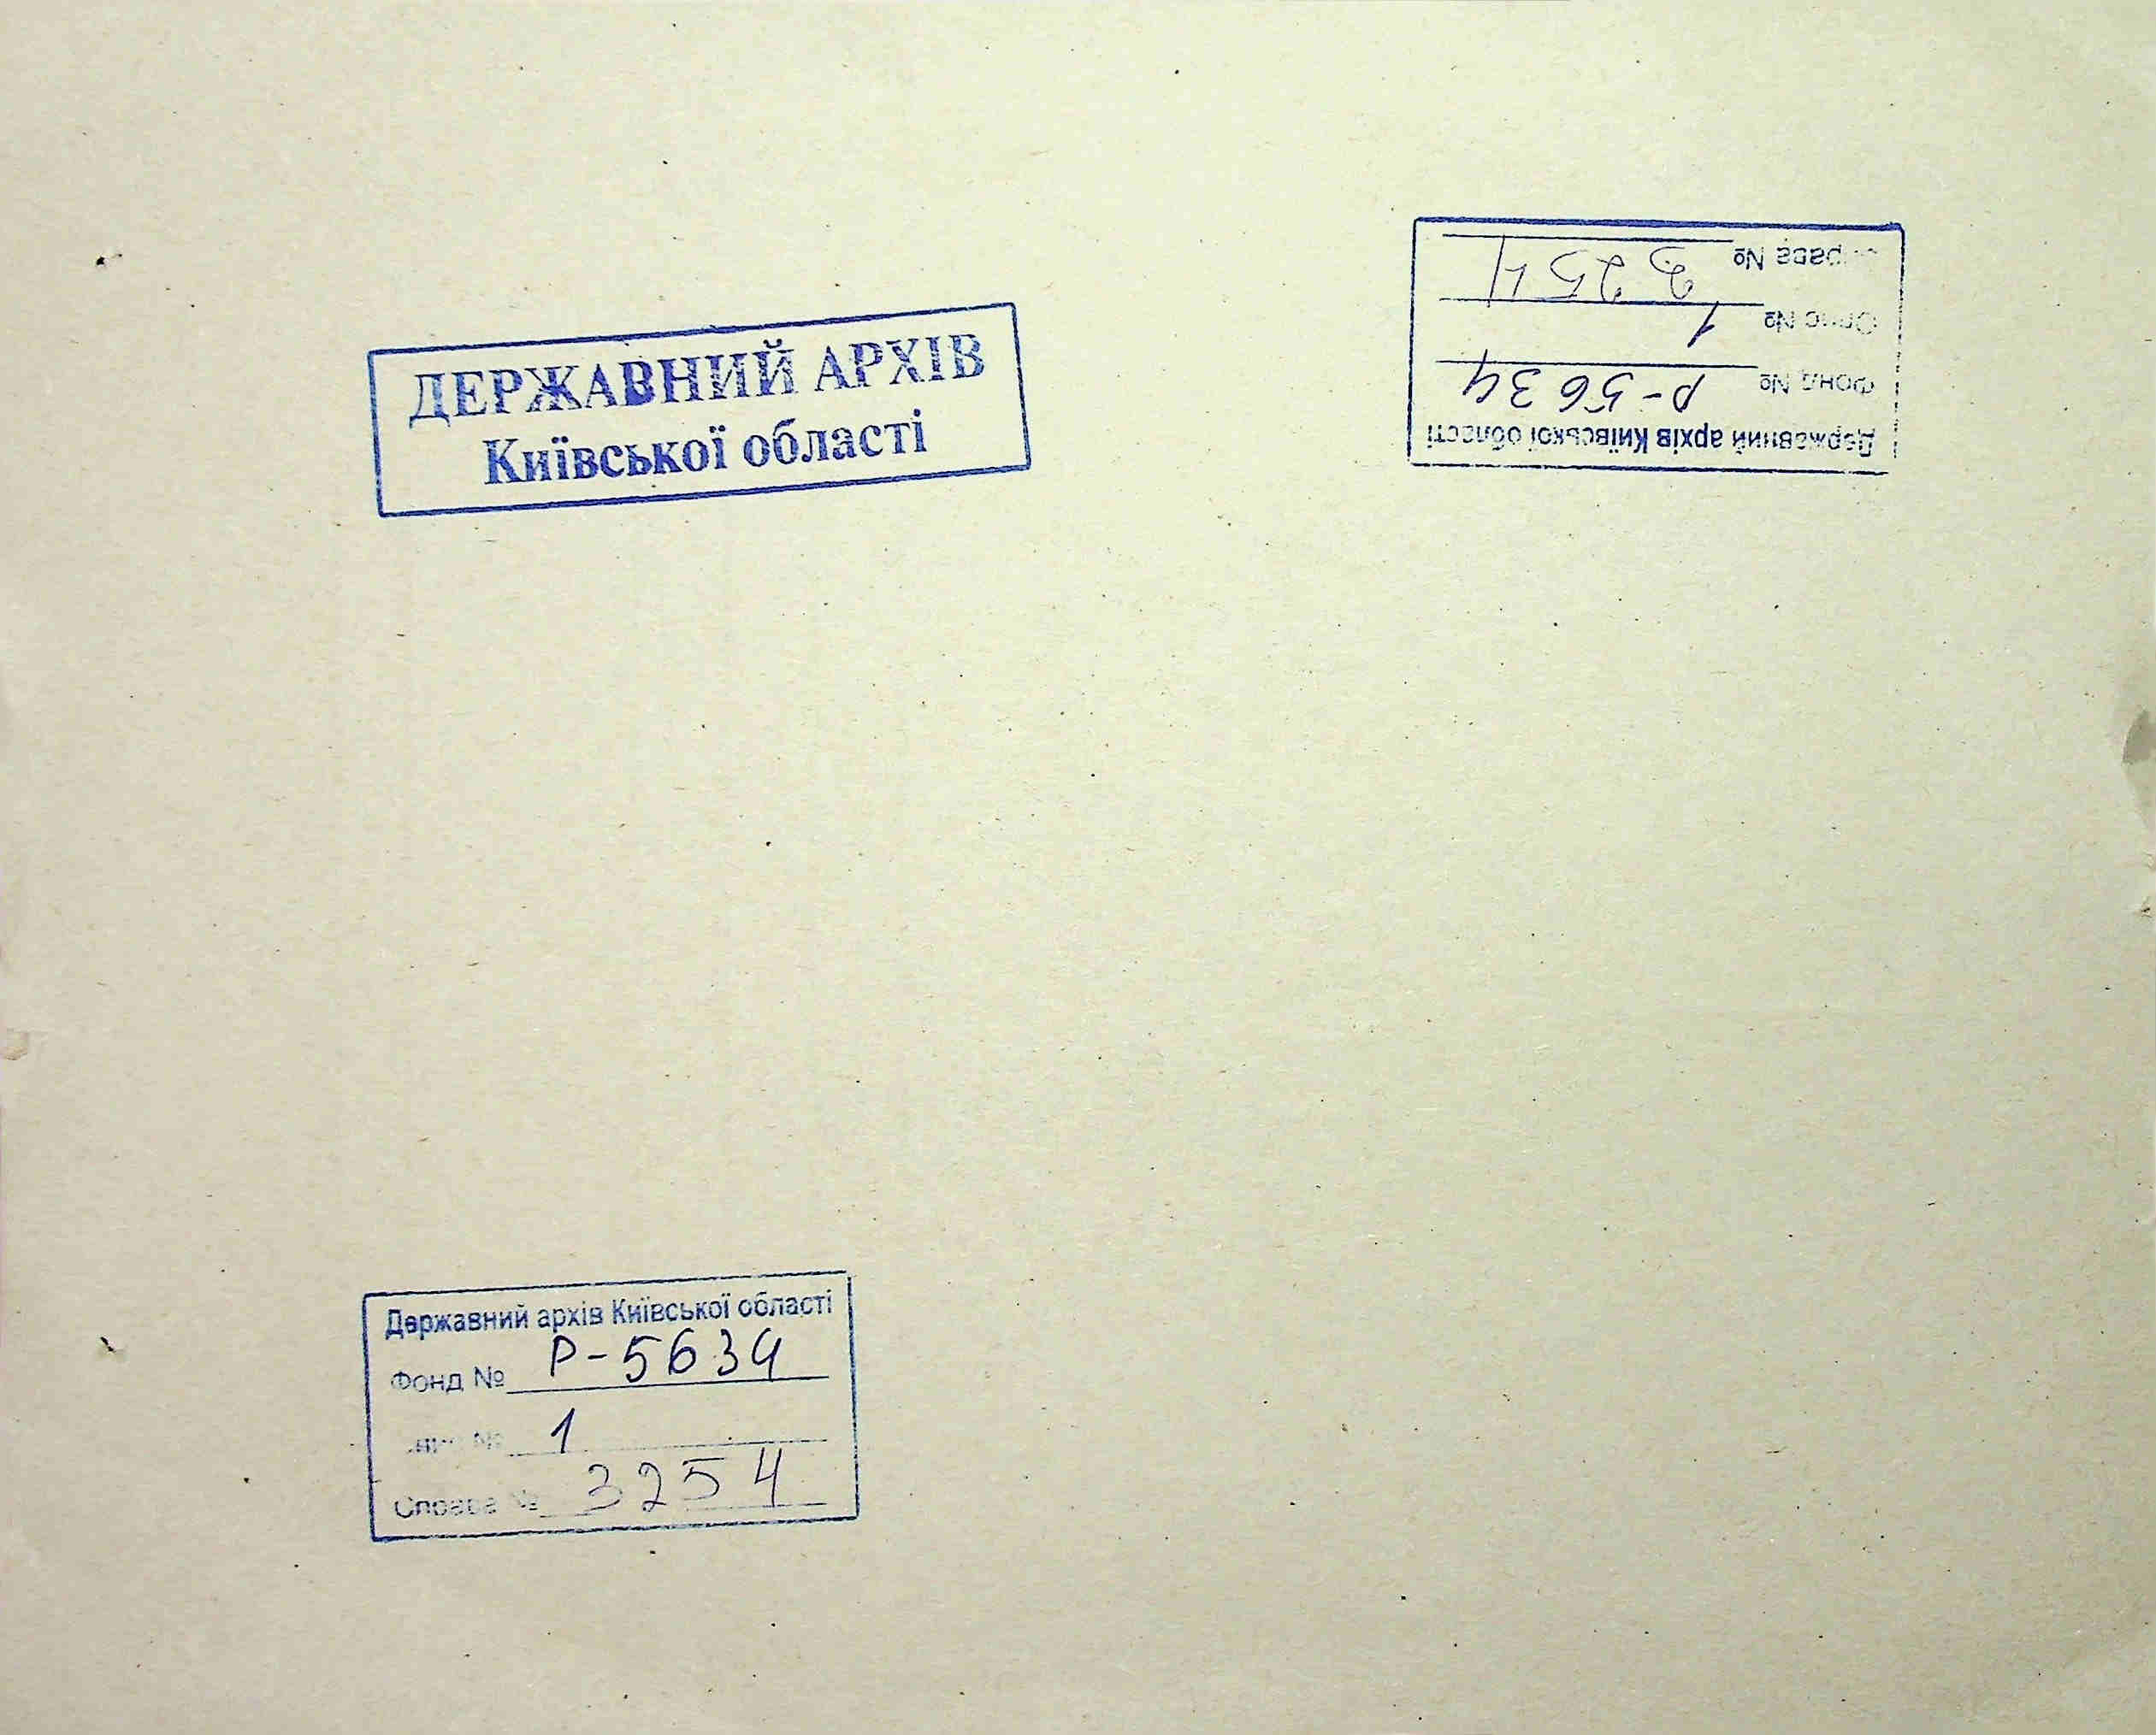 ДЕРЖАВНИЙ АРХІВ
Київської області
Державний архів Київської області
Фонд № Р-5634
Опис № 1
Справа № 3254
Державний архів Київської області
Фонд № Р-5634
№ 1
Справа № 3254